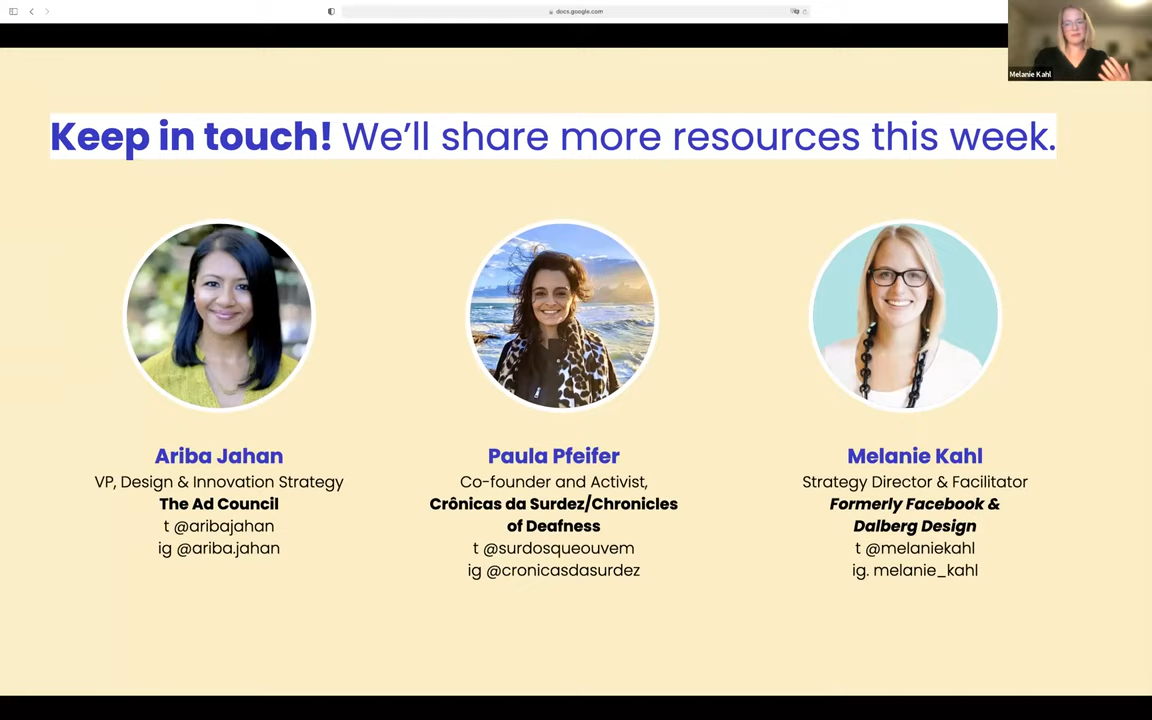 docs.google.com
Melanie Kahl
Keep in touch! We’ll share more resources this week.
Ariba Jahan
VP, Design & Innovation Strategy
The Ad Council
t @aribajahan
ig @ariba.jahan
Paula Pfeifer
Co-founder and Activist,
Crônicas da Surdez/Chronicles
of Deafness
t @surdosqueouvem
ig @cronicasdasurdez
Melanie Kahl
Strategy Director & Facilitator
Formerly Facebook &
Dalberg Design
t @melaniekahl
ig. melanie_kahl